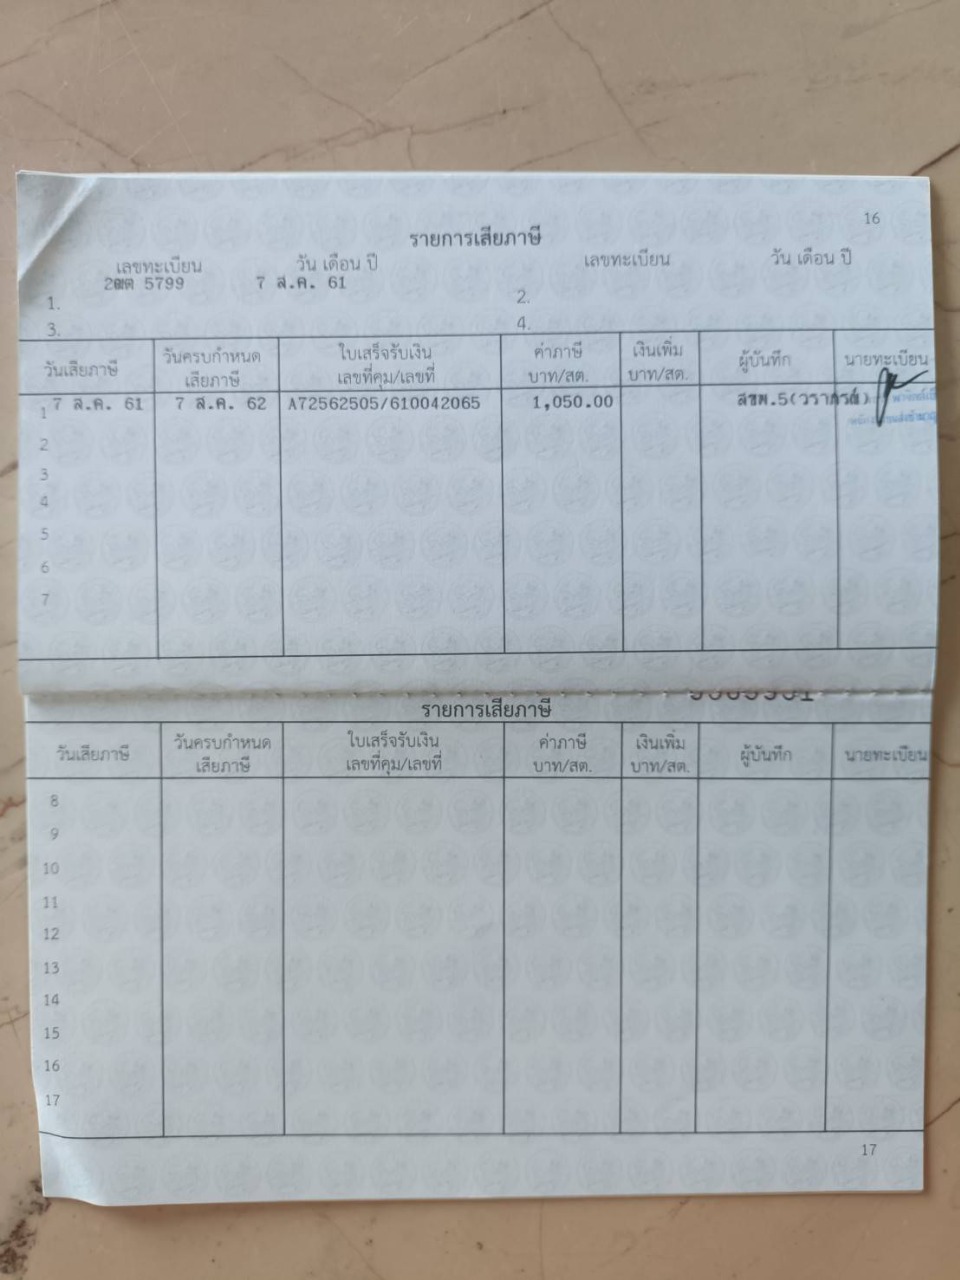 16
รายการเสียภาษี
เลขทะเบียน วัน เดือน ปี เลขทะเบียน วัน เดือน ปี
5799 7 ส.ค. 61
1. 2.
3. 4.
วันเสียภาษี วันครบกำหนด เสียภาษี ใบเสร็จรับเงิน เลขที่คุม/เลขที่ ค่าภาษี บาท/สต. เงินเพิ่ม บาท/สต. ผู้บันทึก นายทะเบียน
1 7 ส.ค. 61 7 ส.ค. 62 A72562505/610042065 1,050.00 สขพ.5(วราภรณ์)
2
3
4
5
6
7
รายการเสียภาษี
วันเสียภาษี วันครบกำหนด เสียภาษี ใบเสร็จรับเงิน เลขที่คุม/เลขที่ ค่าภาษี บาท/สต. เงินเพิ่ม บาท/สต. ผู้บันทึก นายทะเบียน
8
9
10
11
12
13
14
15
16
17
17